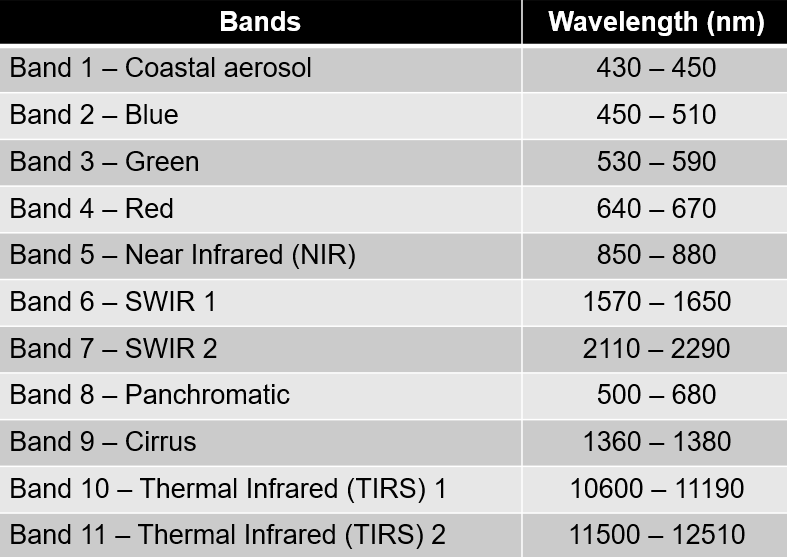 Bands Wavelength (nm)
Band 1 – Coastal aerosol 430 – 450
Band 2 – Blue 450 – 510
Band 3 – Green 530 – 590
Band 4 – Red 640 – 670
Band 5 – Near Infrared (NIR) 850 – 880
Band 6 – SWIR 1 1570 – 1650
Band 7 – SWIR 2 2110 – 2290
Band 8 – Panchromatic 500 – 680
Band 9 – Cirrus 1360 – 1380
Band 10 – Thermal Infrared (TIRS) 1 10600 – 11190
Band 11 – Thermal Infrared (TIRS) 2 11500 – 12510